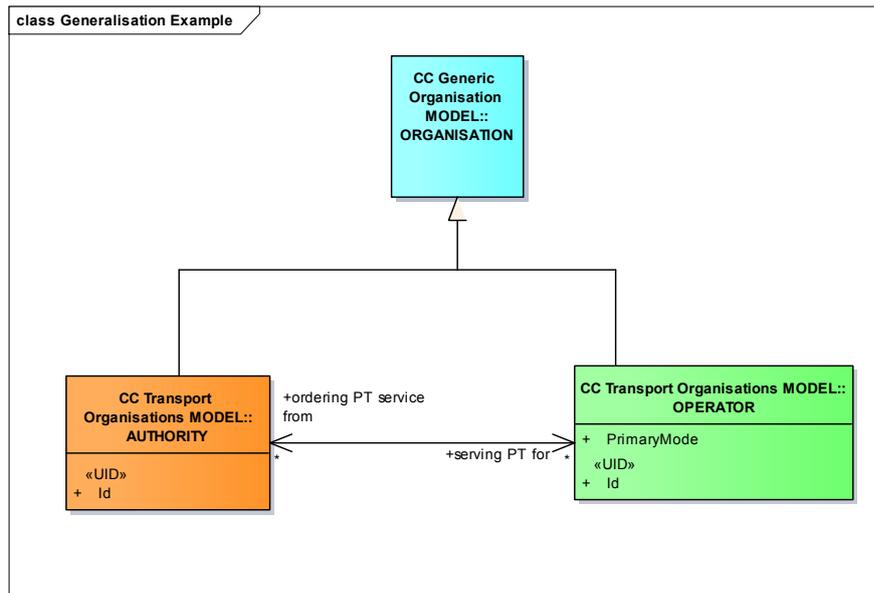 class Generalisation Example
CC Generic
Organisation
MODEL::
ORGANISATION
CC Transport
Organisations MODEL::
AUTHORITY
«UID»
+ Id
+ordering PT service
from
*
+serving PT for
*
CC Transport Organisations MODEL::
OPERATOR
+ PrimaryMode
«UID»
+ Id